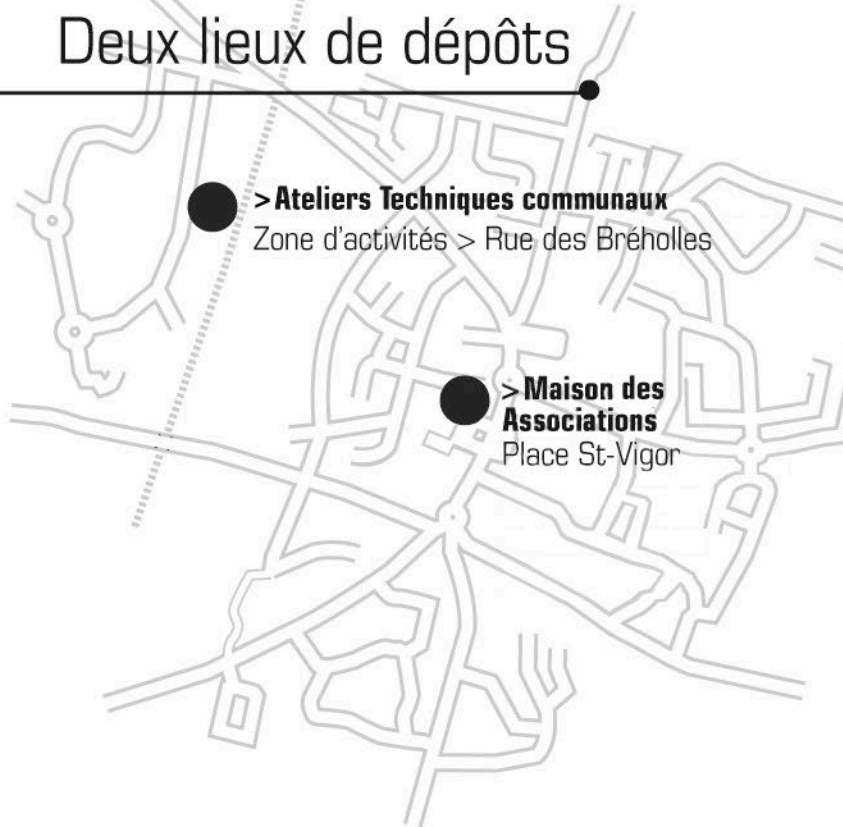 Deux lieux de dépôts
>Ateliers Techniques communaux
Zone d'activités > Rue des Bréholles
>Maison des
Associations
Place St-Vigor